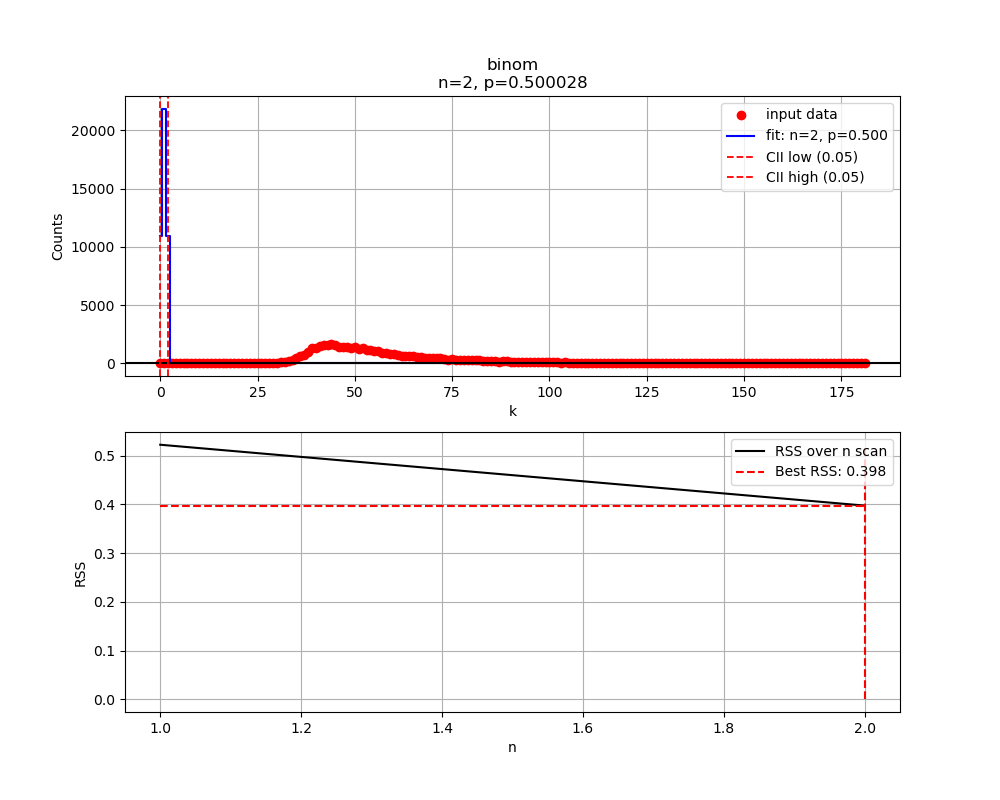 binom
n=2, p=0.500028
20000
15000
10000
5000
0
Counts
input data
fit: n=2, p=0.500
CII low (0.05)
CII high (0.05)
0 25 50 75 100 125 150 175
k
0.5
0.4
0.3
0.2
0.1
0.0
RSS
RSS over n scan
Best RSS: 0.398
1.0 1.2 1.4 1.6 1.8 2.0
n